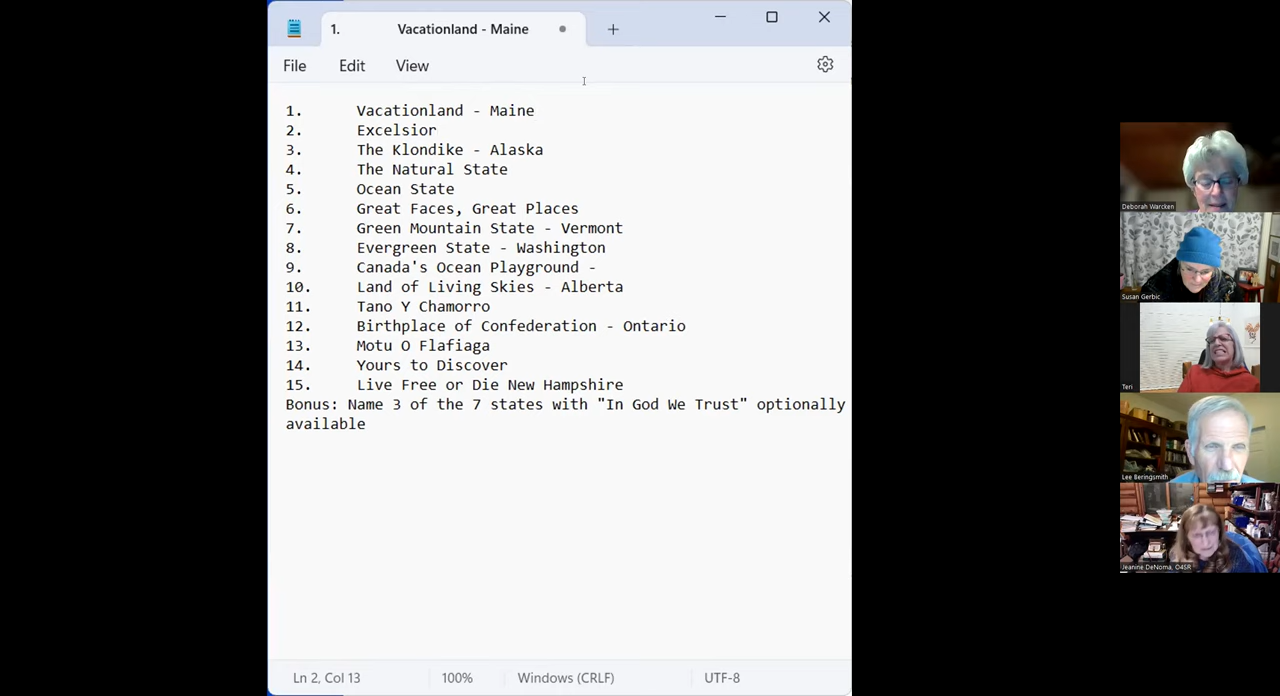 1. Vacationland - Maine
File Edit View
1. Vacationland - Maine
2. Excelsior
3. The Klondike - Alaska
4. The Natural State
5. Ocean State
6. Great Faces, Great Places
7. Green Mountain State - Vermont
8. Evergreen State - Washington
9. Canada's Ocean Playground -
10. Land of Living Skies - Alberta
11. Tano Y Chamorro
12. Birthplace of Confederation - Ontario
13. Motu O Flafiaga
14. Yours to Discover
15. Live Free or Die New Hampshire
Bonus: Name 3 of the 7 states with "In God We Trust" optionally
available
Ln 2, Col 13 100% Windows (CRLF) UTF-8
Deborah Warcken
Susan Gerbic
Teri
Lee Beringsmith
Jeanine DeNoma, O4SR